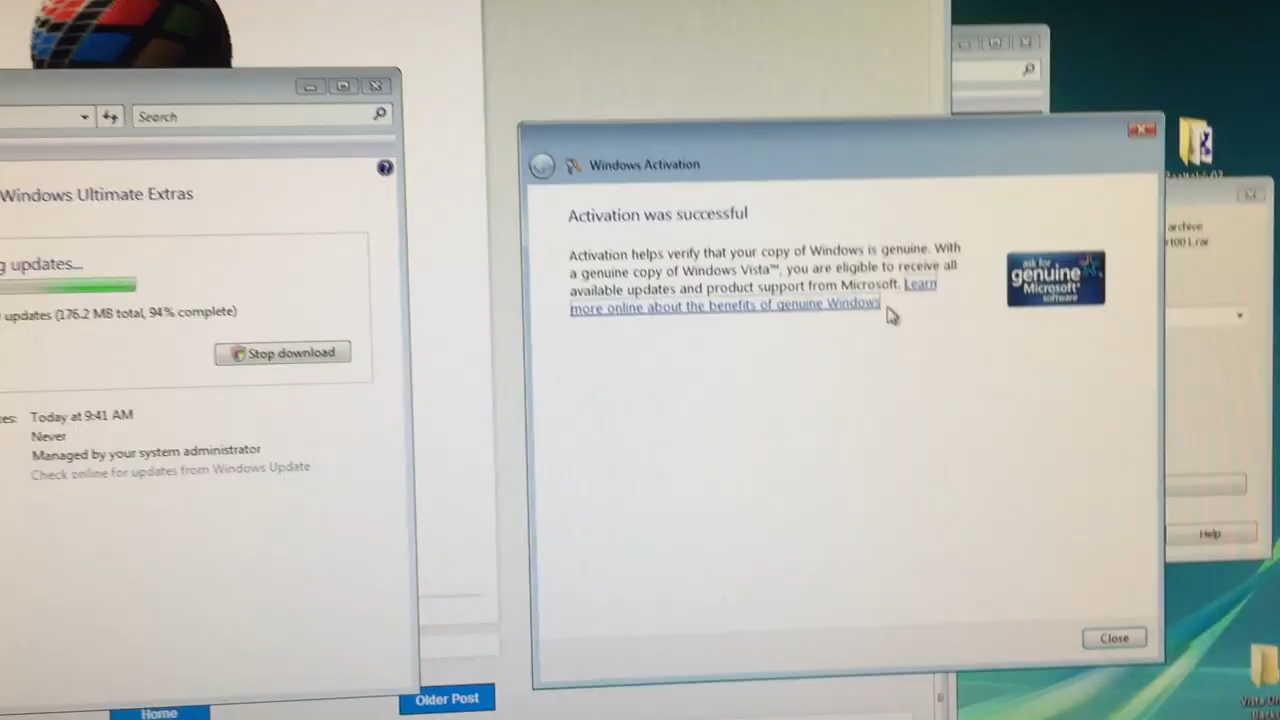 Search
Windows Ultimate Extras
g updates...
updates (176.2 MB total, 94% complete)
Stop download
es: Today at 9:41 AM
Never
Managed by your system administrator
Check online for updates from Windows Update
Older Post
Home
Windows Activation
Activation was successful
Activation helps verify that your copy of Windows is genuine. With
a genuine copy of Windows Vista™, you are eligible to receive all
available updates and product support from Microsoft. Learn
more online about the benefits of genuine Windows
ask for
genuine
Microsoft®
software
Close
archive
Help